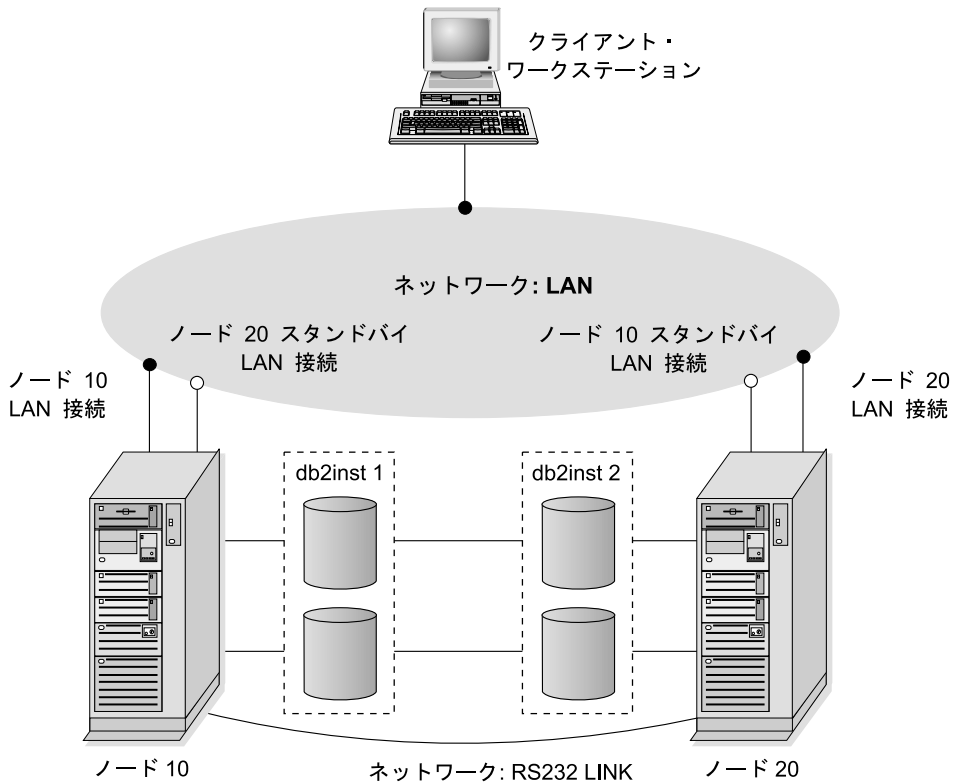 クライアント・
ワークステーション
ネットワーク: LAN
ノード 20 スタンドバイ
LAN 接続
ノード 10 スタンドバイ
LAN 接続
ノード 10
LAN 接続
ノード 20
LAN 接続
db2inst 1
db2inst 2
ノード 10
ネットワーク: RS232 LINK
ノード 20